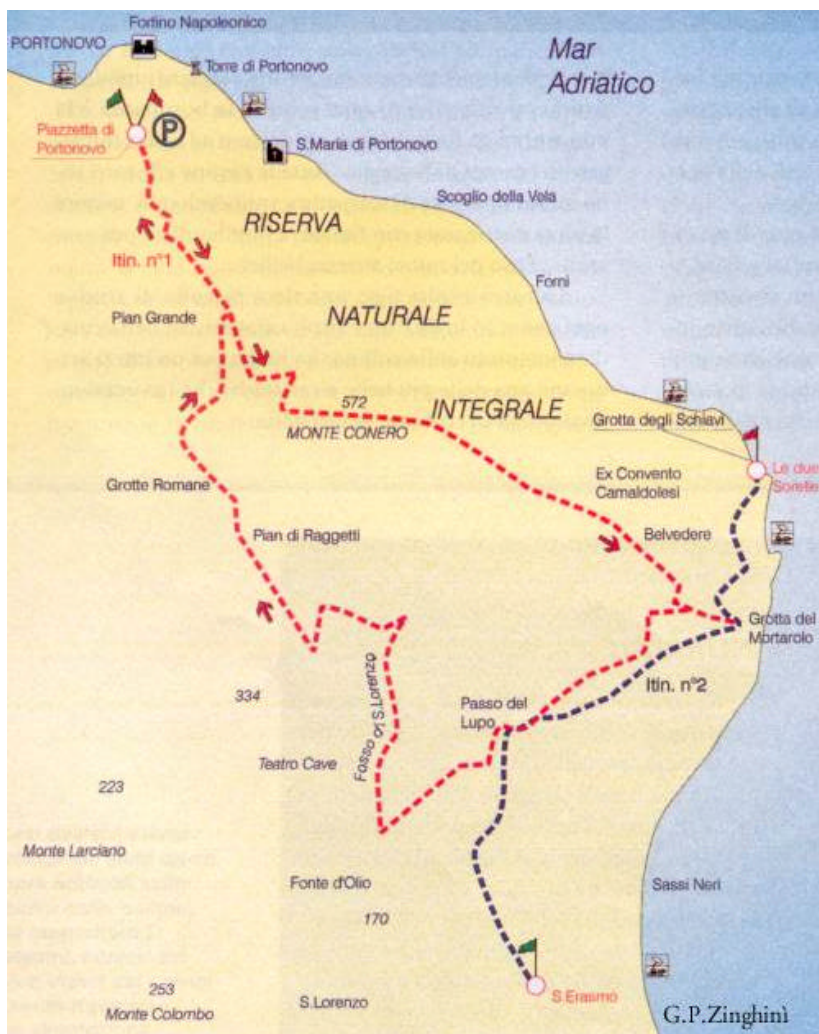 Fortino Napoleonico
PORTONOVO
Torre di Portonovo
Mar
Adriatico
Piazzetta di
Portonovo
P
S.Maria di Portonovo
Scoglio della Vela
RISERVA
Itin. n°1
Forni
Pian Grande
NATURALE
572
INTEGRALE
MONTE CONERO
Grotta degli Schiavi
Le due
Sorelle
Ex Convento
Camaldolesi
Grotte Romane
Pian di Raggetti
Belvedere
Grotta del
Mortarolo
Itin. n°2
334
Fosso di S.Lorenzo
Passo del
Lupo
Teatro Cave
223
Monte Larciano
Fonte d'Olio
Sassi Neri
170
253
Monte Colombo
S.Lorenzo
S.Erasmo
G.P.Zinghinì